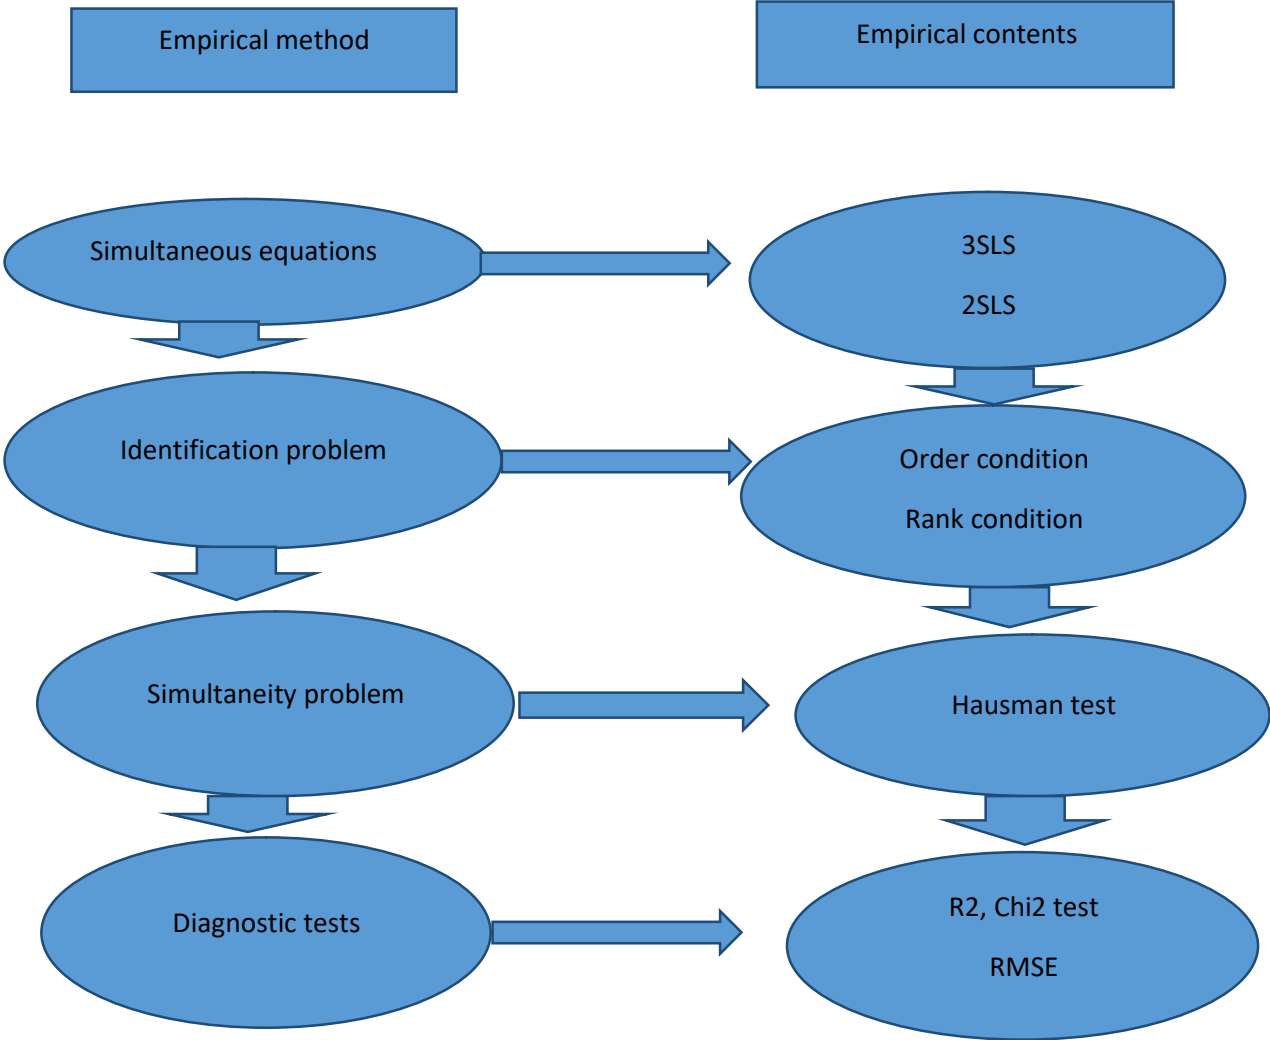 Empirical method
Empirical contents
Simultaneous equations
3SLS
2SLS
Identification problem
Order condition
Rank condition
Simultaneity problem
Hausman test
Diagnostic tests
R2, Chi2 test
RMSE